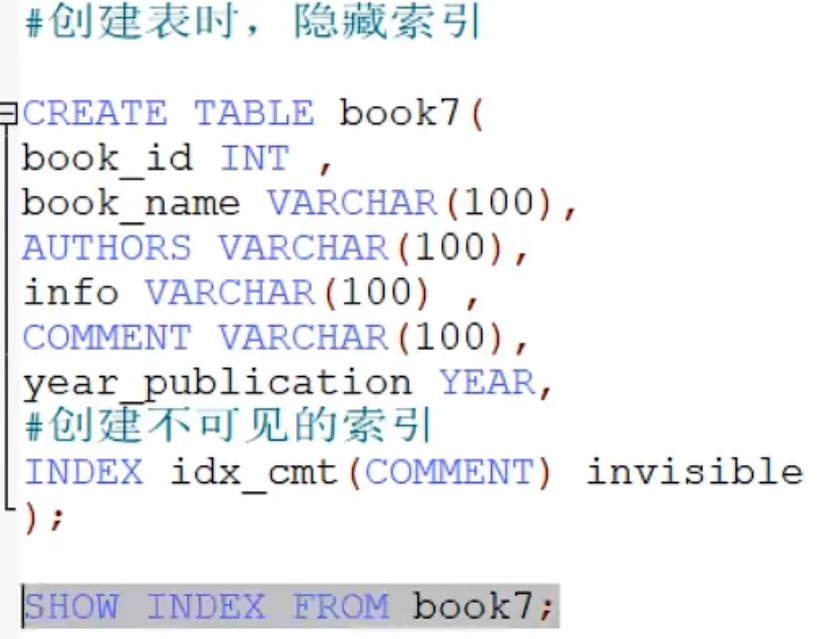 #创建表时，隐藏索引
CREATE TABLE book7(
book_id INT ,
book_name VARCHAR(100),
AUTHORS VARCHAR(100),
info VARCHAR(100) ,
COMMENT VARCHAR(100),
year_publication YEAR,
#创建不可见的索引
INDEX idx_cmt(COMMENT) invisible
);
SHOW INDEX FROM book7;